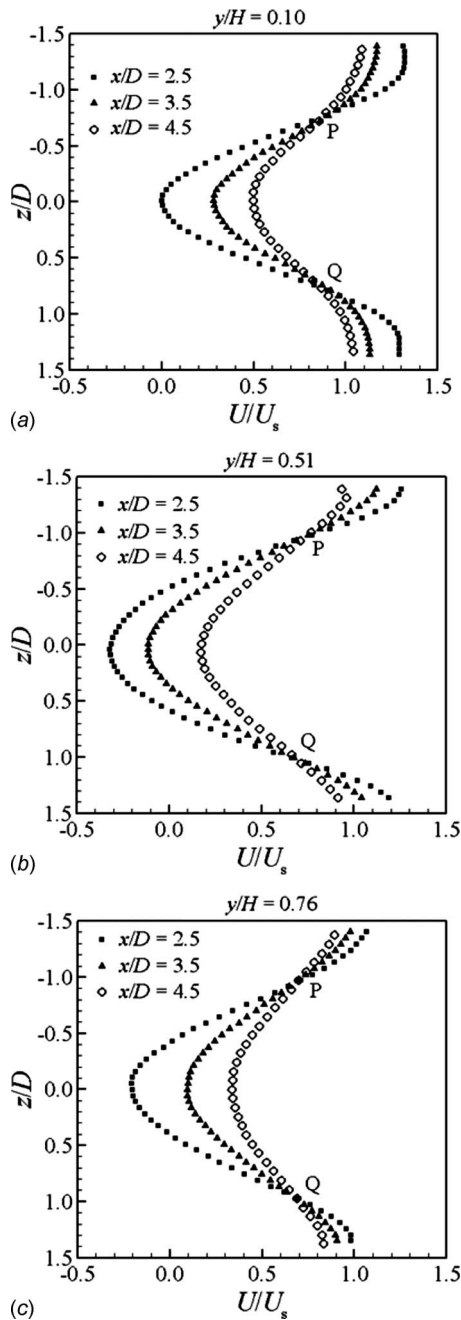 y/H = 0.10
-1.5
x/D = 2.5
x/D = 3.5
x/D = 4.5
-1.0
P
-0.5
z/D
0.0
0.5
Q
1.0
1.5
-0.5 0.0 0.5 1.0 1.5
(a)
U/Us
y/H = 0.51
-1.5
x/D = 2.5
x/D = 3.5
x/D = 4.5
-1.0
P
-0.5
z/D
0.0
0.5
Q
1.0
1.5
-0.5 0.0 0.5 1.0 1.5
(b)
U/Us
y/H = 0.76
-1.5
x/D = 2.5
x/D = 3.5
x/D = 4.5
-1.0
P
-0.5
z/D
0.0
0.5
Q
1.0
1.5
-0.5 0.0 0.5 1.0 1.5
(c)
U/Us